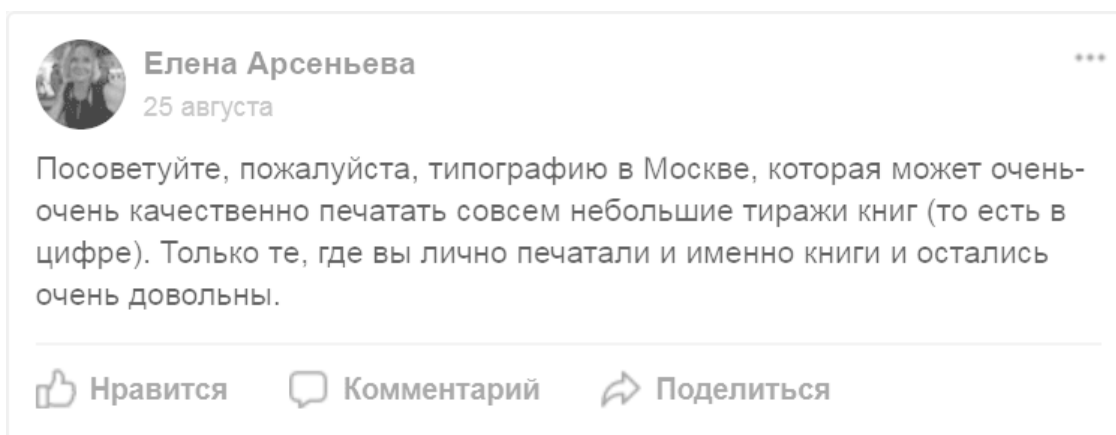 Елена Арсеньева
25 августа
Посоветуйте, пожалуйста, типографию в Москве, которая может очень-
очень качественно печатать совсем небольшие тиражи книг (то есть в
цифре). Только те, где вы лично печатали и именно книги и остались
очень довольны.
Нравится Комментарий Поделиться